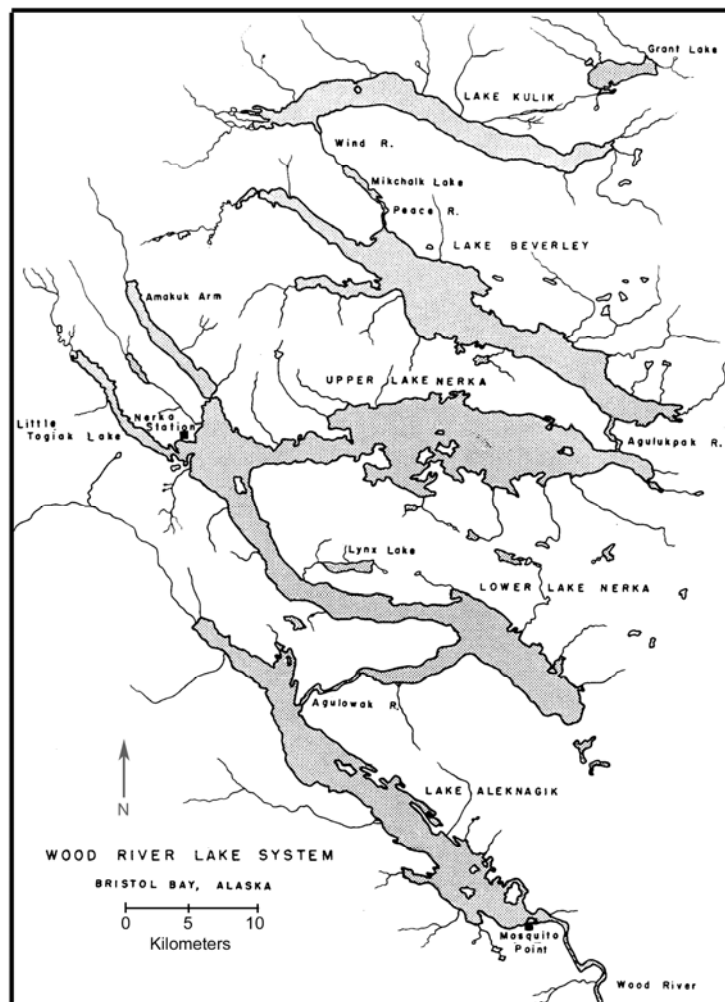 Grant Lake
LAKE KULIK
Wind R.
Mikchalk Lake
Peace R.
LAKE BEVERLEY
Amakuk Arm
UPPER LAKE NERKA
Nerka
Station
Little
Togiak Lake
Agulukpak R.
Lynx Lake
LOWER LAKE NERKA
Agulowak R.
N
LAKE ALEKNAGIK
WOOD RIVER LAKE SYSTEM
BRISTOL BAY, ALASKA
0 5 10
Kilometers
Mosquito
Point
Wood River